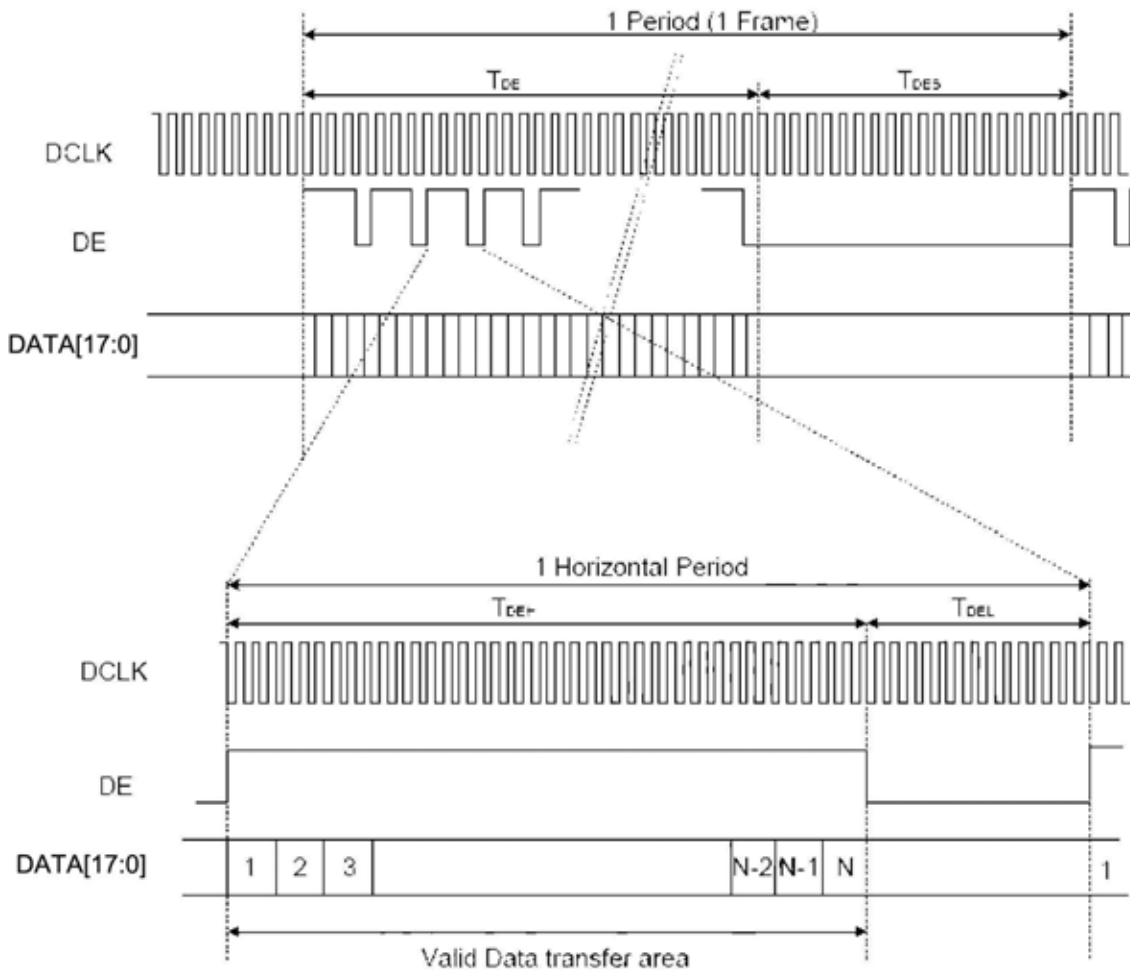 1 Period (1 Frame)
TDE
TDES
DCLK
DE
DATA[17:0]
1 Horizontal Period
TDEH
TDEL
DCLK
DE
DATA[17:0]
1 2 3 N-2 N-1 N 1
Valid Data transfer area